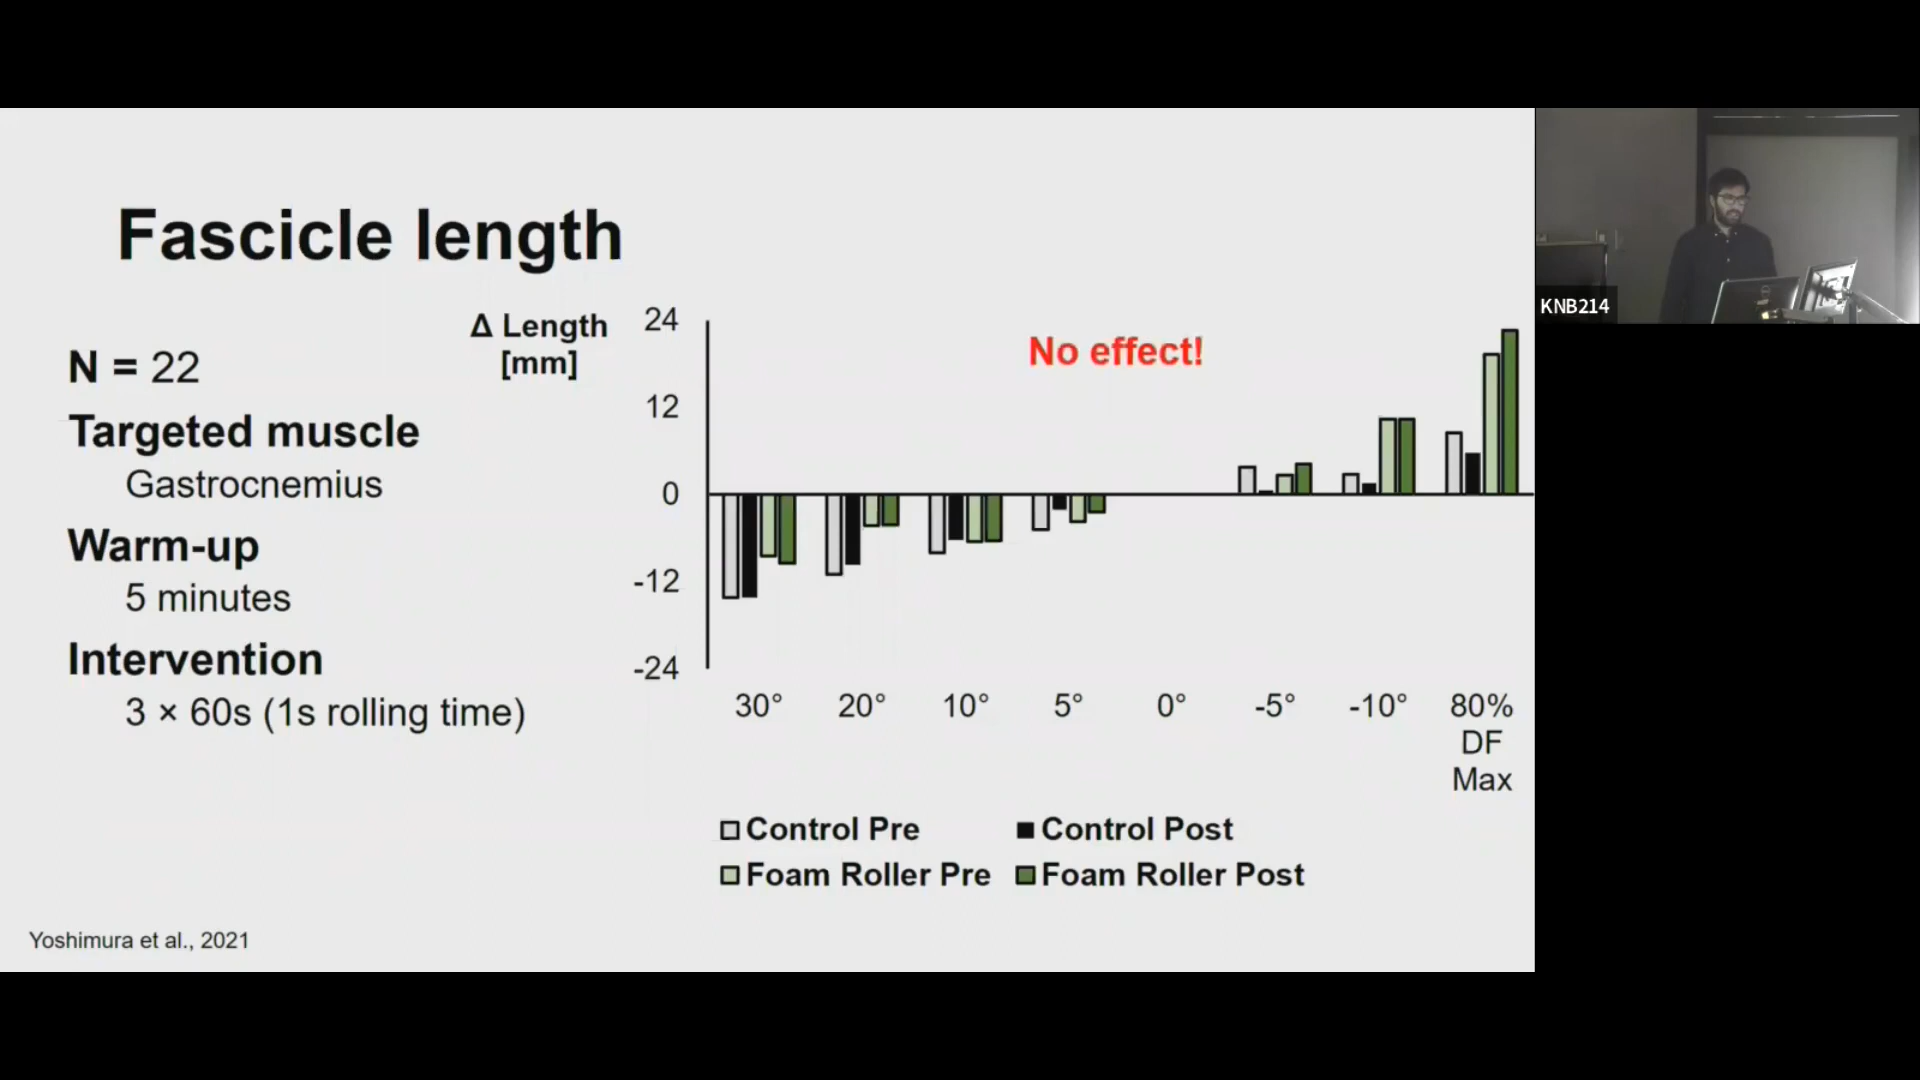 Fascicle length
N = 22
Targeted muscle
Gastrocnemius
Warm-up
5 minutes
Intervention
3 × 60s (1s rolling time)
Δ Length
[mm]
24
12
0
-12
-24
No effect!
30° 20° 10° 5° 0° -5° -10° 80%
DF
Max
Control Pre Control Post
Foam Roller Pre Foam Roller Post
Yoshimura et al., 2021
KNB214